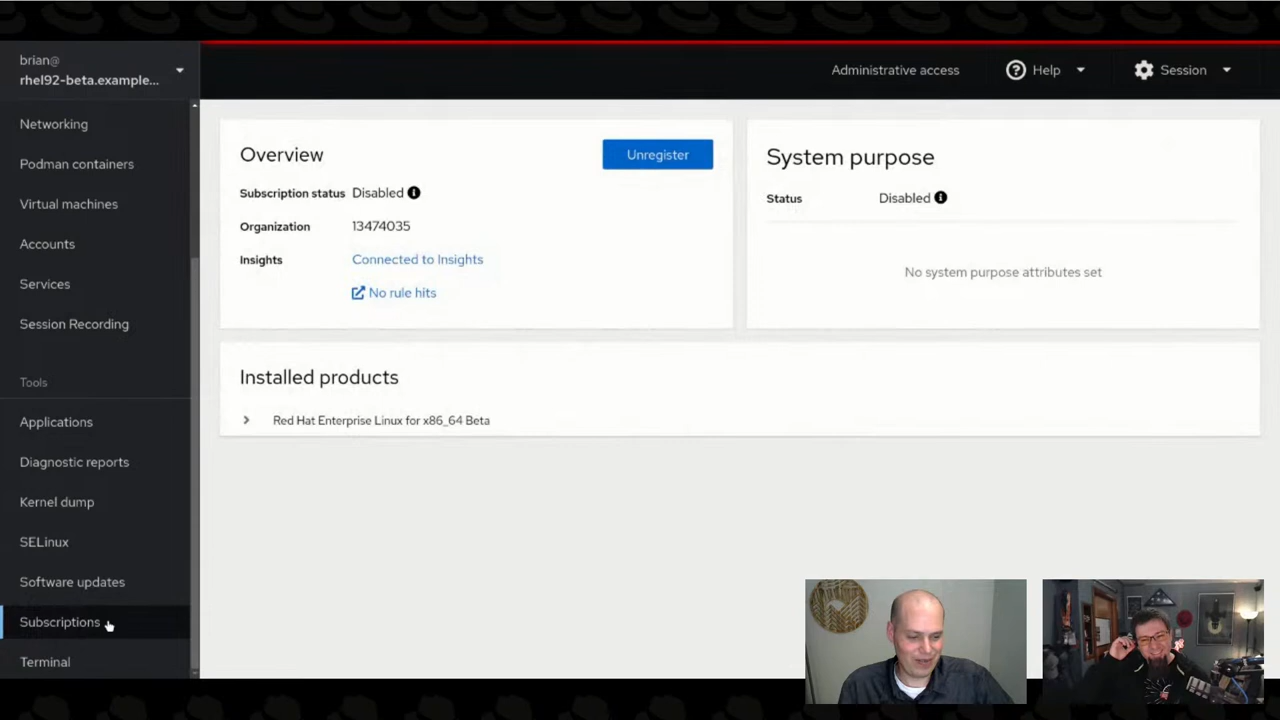 brian@
rhel92-beta.example...
Administrative access
Help
Session
Networking
Podman containers
Virtual machines
Accounts
Services
Session Recording
Tools
Applications
Diagnostic reports
Kernel dump
SELinux
Software updates
Subscriptions
Terminal
Overview
Unregister
Subscription status Disabled
Organization 13474035
Insights Connected to Insights
No rule hits
System purpose
Status Disabled
No system purpose attributes set
Installed products
Red Hat Enterprise Linux for x86_64 Beta